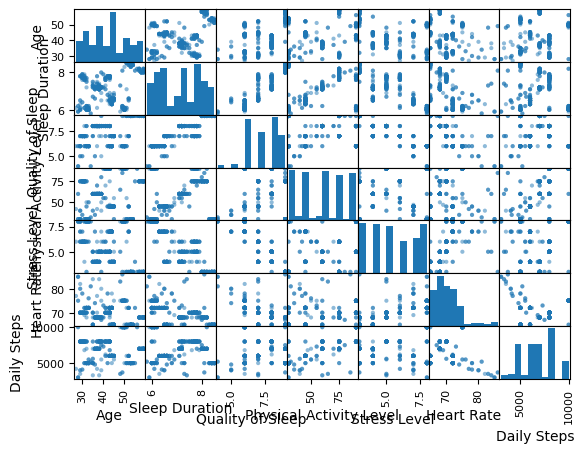 50
40
30
Age
8
6
Sleep Duration
7.5
5.0
Quality of Sleep
75
50
Physical Activity Level
7.5
5.0
Stress Level
80
70
Heart Rate
10000
5000
Daily Steps
30
40
50
6
8
5.0
7.5
50
75
5.0
7.5
70
80
5000
10000
Age
Sleep Duration
Quality of Sleep
Physical Activity Level
Stress Level
Heart Rate
Daily Steps